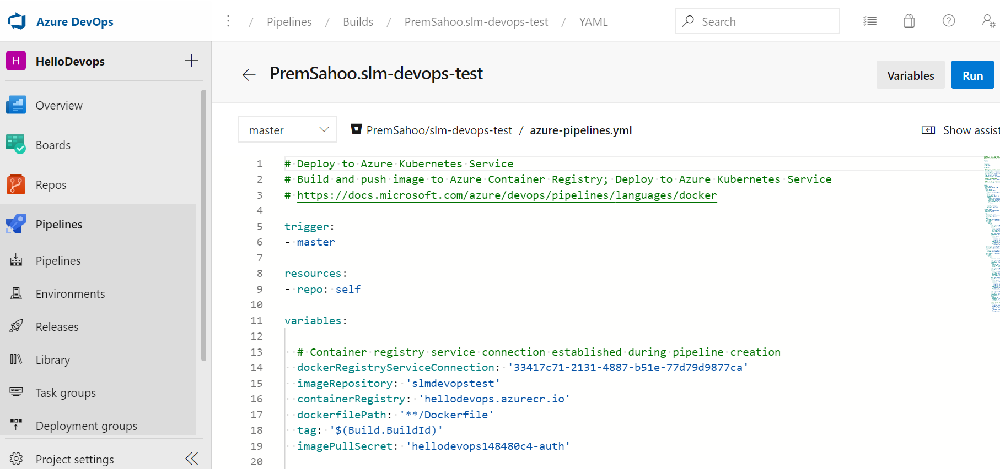 Azure DevOps
/ Pipelines / Builds / PremSahoo.slm-devops-test / YAML
Search
H HelloDevops
Overview
Boards
Repos
Pipelines
Pipelines
Environments
Releases
Library
Task groups
Deployment groups
Project settings
PremSahoo.slm-devops-test
Variables
Run
master
PremSahoo/slm-devops-test / azure-pipelines.yml
Show assist
1 # Deploy to Azure Kubernetes Service
2 # Build and push image to Azure Container Registry; Deploy to Azure Kubernetes Service
3 # https://docs.microsoft.com/azure/devops/pipelines/languages/docker
4
5 trigger:
6 - master
7
8 resources:
9 - repo: self
10
11 variables:
12
13 # Container registry service connection established during pipeline creation
14 dockerRegistryServiceConnection: '33417c71-2131-4887-b51e-77d79d9877ca'
15 imageRepository: 'slmdevopstest'
16 containerRegistry: 'hellodevops.azurecr.io'
17 dockerfilePath: '**/Dockerfile'
18 tag: '$(Build.BuildId)'
19 imagePullSecret: 'hellodevops148480c4-auth'
20